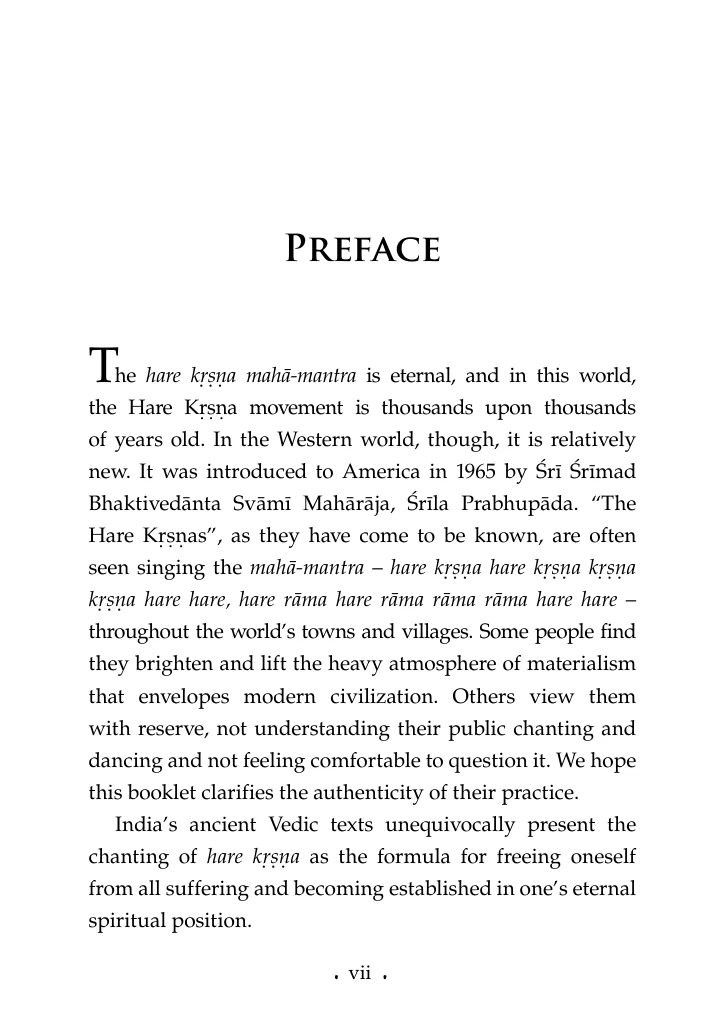 Preface
The hare kṛṣṇa mahā-mantra is eternal, and in this world,
the Hare Kṛṣṇa movement is thousands upon thousands
of years old. In the Western world, though, it is relatively
new. It was introduced to America in 1965 by Śrī Śrīmad
Bhaktivedānta Svāmī Mahārāja, Śrīla Prabhupāda. “The
Hare Kṛṣṇas”, as they have come to be known, are often
seen singing the mahā-mantra – hare kṛṣṇa hare kṛṣṇa kṛṣṇa
kṛṣṇa hare hare, hare rāma hare rāma rāma rāma hare hare –
throughout the world’s towns and villages. Some people find
they brighten and lift the heavy atmosphere of materialism
that envelopes modern civilization. Others view them
with reserve, not understanding their public chanting and
dancing and not feeling comfortable to question it. We hope
this booklet clarifies the authenticity of their practice.
India’s ancient Vedic texts unequivocally present the
chanting of hare kṛṣṇa as the formula for freeing oneself
from all suffering and becoming established in one’s eternal
spiritual position.
. vii .